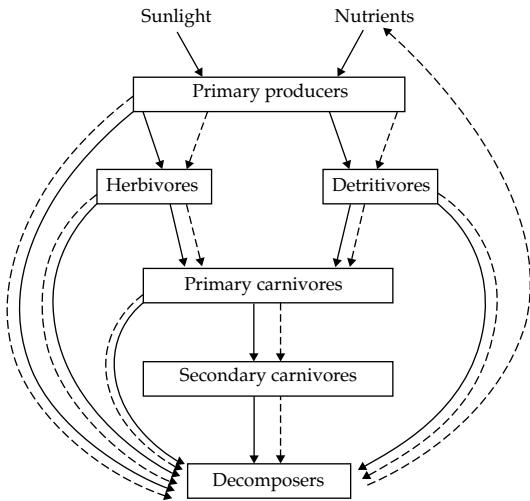 Sunlight
Nutrients
Primary producers
Herbivores
Detritivores
Primary carnivores
Secondary carnivores
Decomposers